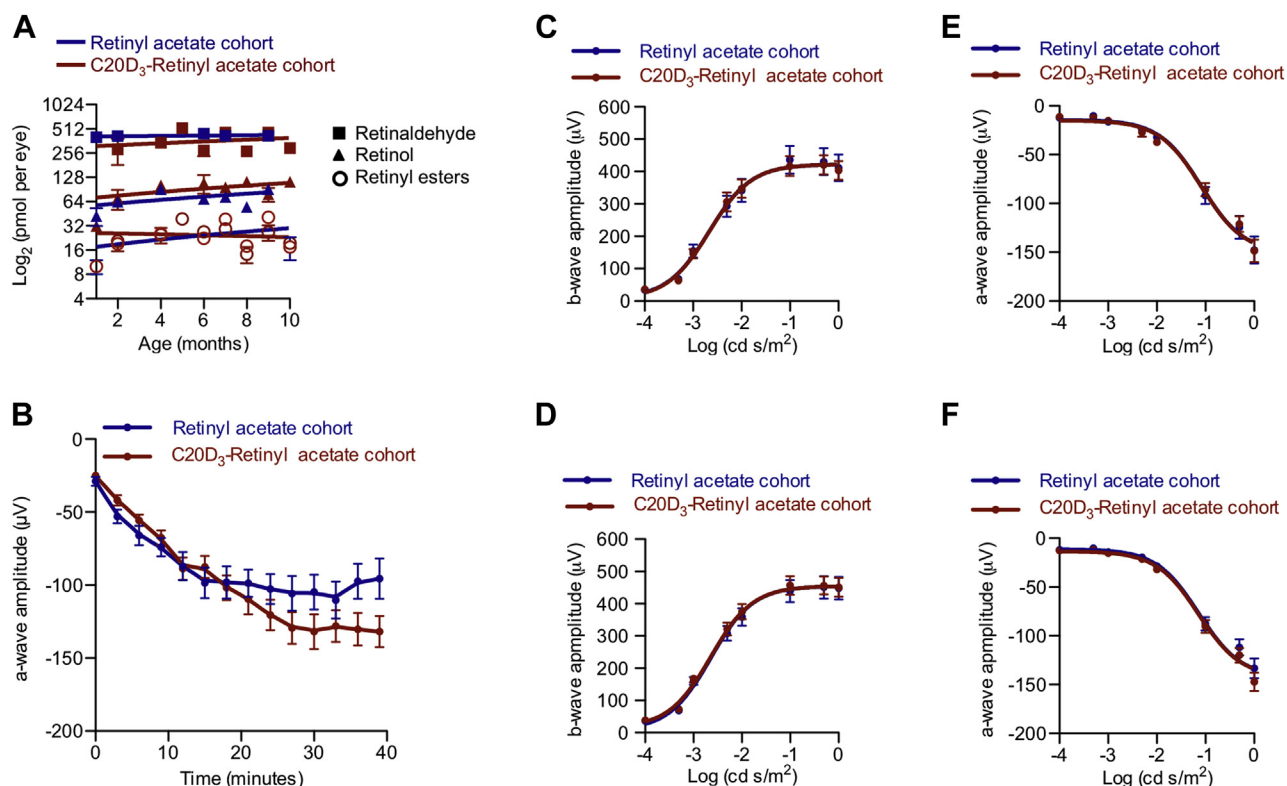 A
Retinyl acetate cohort
C20D₃-Retinyl acetate cohort
Log₂ (pmol per eye)
1024
512
256
128
64
32
16
8
4
2 4 6 8 10
Age (months)
Retinaldehyde
Retinol
Retinyl esters
B
Retinyl acetate cohort
C20D₃-Retinyl acetate cohort
a-wave amplitude (µV)
0
-50
-100
-150
-200
0 10 20 30 40
Time (minutes)
C
Retinyl acetate cohort
C20D₃-Retinyl acetate cohort
b-wave apmplitude (µV)
600
500
400
300
200
100
0
-4 -3 -2 -1 0
Log (cd s/m²)
D
Retinyl acetate cohort
C20D₃-Retinyl acetate cohort
b-wave apmplitude (µV)
600
500
400
300
200
100
0
-4 -3 -2 -1 0
Log (cd s/m²)
E
Retinyl acetate cohort
C20D₃-Retinyl acetate cohort
a-wave apmplitude (µV)
0
-50
-100
-150
-200
-4 -3 -2 -1 0
Log (cd s/m²)
F
Retinyl acetate cohort
C20D₃-Retinyl acetate cohort
a-wave apmplitude (µV)
0
-50
-100
-150
-200
-4 -3 -2 -1 0
Log (cd s/m²)